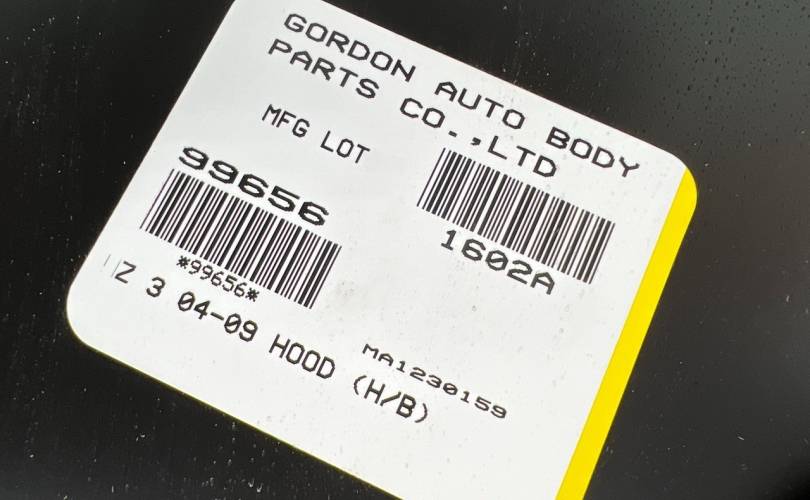 GORDON AUTO BODY
PARTS CO.,LTD
MFG LOT
99656
*99656*
1602A
Z 3 04-09 HOOD (H/B)
MA1230159